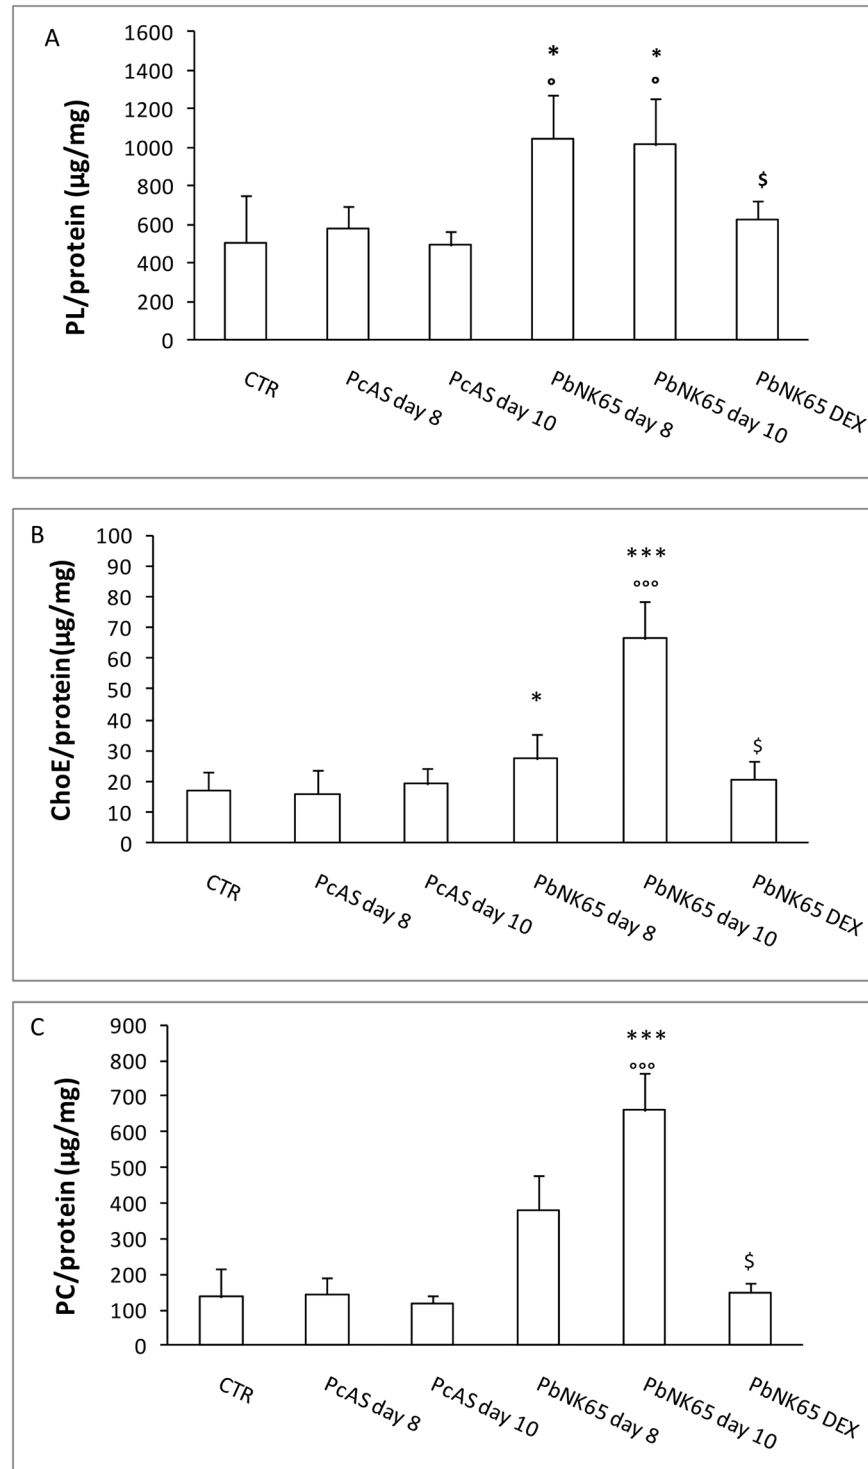 A
PL/protein (µg/mg)
1600
1400
1200
1000
800
600
400
200
0
*
°
*
°
$
CTR
PcAS day 8
PcAS day 10
PbNK65 day 8
PbNK65 day 10
PbNK65 DEX
B
ChoE/protein(µg/mg)
100
90
80
70
60
50
40
30
20
10
0
*
***
°°°
$
CTR
PcAS day 8
PcAS day 10
PbNK65 day 8
PbNK65 day 10
PbNK65 DEX
C
PC/protein (µg/mg)
900
800
700
600
500
400
300
200
100
0
***
°°°
$
CTR
PcAS day 8
PcAS day 10
PbNK65 day 8
PbNK65 day 10
PbNK65 DEX